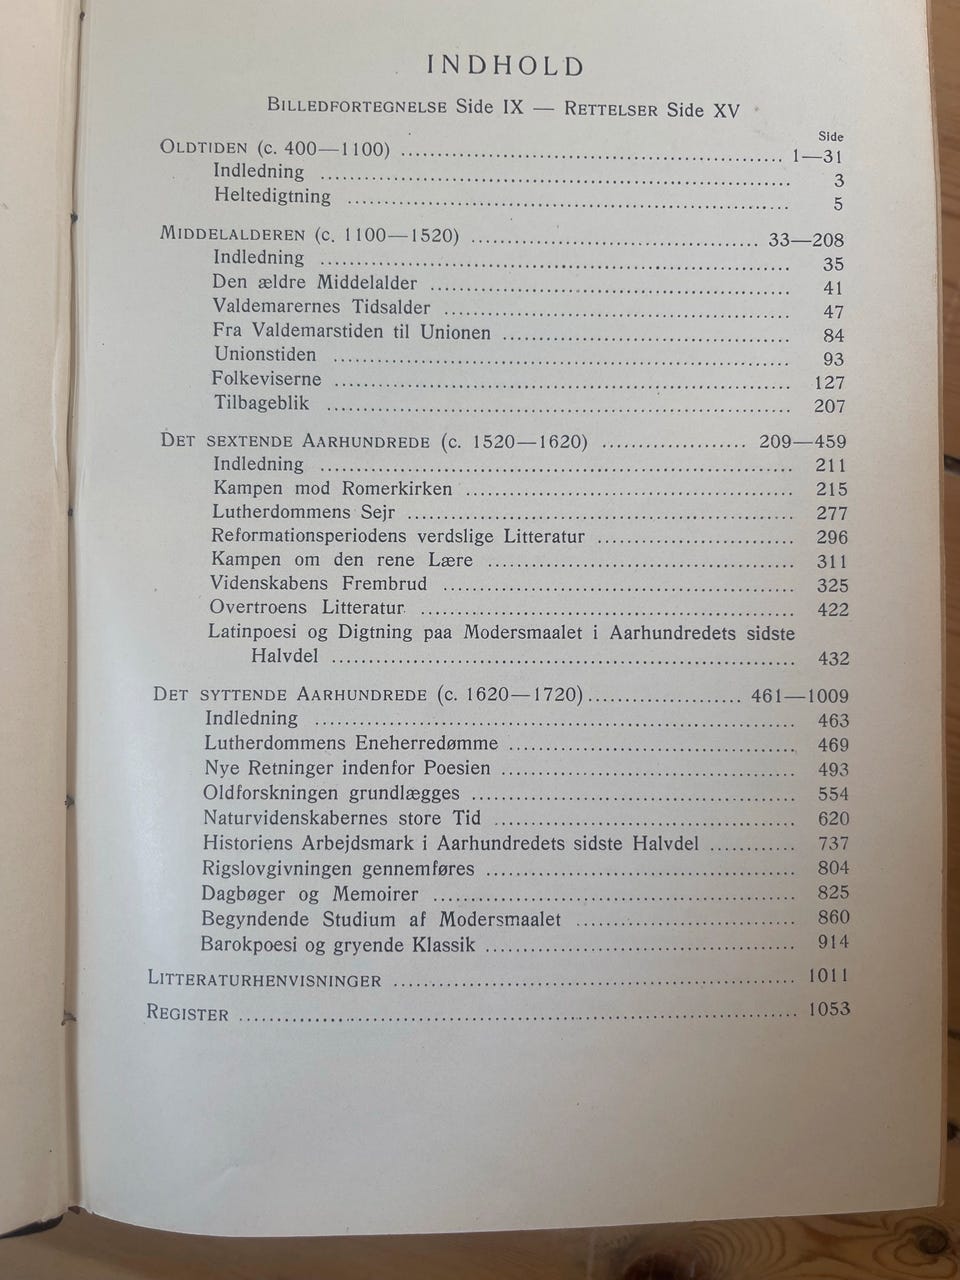 INDHOLD
BILLEDFORTEGNELSE Side IX — RETTELSER Side XV
Side
OLDTIDEN (c. 400—1100) ........ 1—31
Indledning ........ 3
Heltedigtning ........ 5
MIDDELALDEREN (c. 1100—1520) ........ 33—208
Indledning ........ 35
Den ældre Middelalder ........ 41
Valdemarernes Tidsalder ........ 47
Fra Valdemarstiden til Unionen ........ 84
Unionstiden ........ 93
Folkeviserne ........ 127
Tilbageblik ........ 207
DET SEXTENDE AARHUNDREDE (c. 1520—1620) ........ 209—459
Indledning ........ 211
Kampen mod Romerkirken ........ 215
Lutherdommens Sejr ........ 277
Reformationsperiodens verdslige Litteratur ........ 296
Kampen om den rene Lære ........ 311
Videnskabens Frembrud ........ 325
Overtroens Litteratur ........ 422
Latinpoesi og Digtning paa Modersmaalet i Aarhundredets sidste
Halvdel ........ 432
DET SYTTENDE AARHUNDREDE (c. 1620—1720) ........ 461—1009
Indledning ........ 463
Lutherdommens Eneherredømme ........ 469
Nye Retninger indenfor Poesien ........ 493
Oldforskningen grundlægges ........ 554
Naturvidenskabernes store Tid ........ 620
Historiens Arbejdsmark i Aarhundredets sidste Halvdel ........ 737
Rigslovgivningen gennemføres ........ 804
Dagbøger og Memoirer ........ 825
Begyndende Studium af Modersmaalet ........ 860
Barokpoesi og gryende Klassik ........ 914
LITTERATURHENVISNINGER ........ 1011
REGISTER ........ 1053